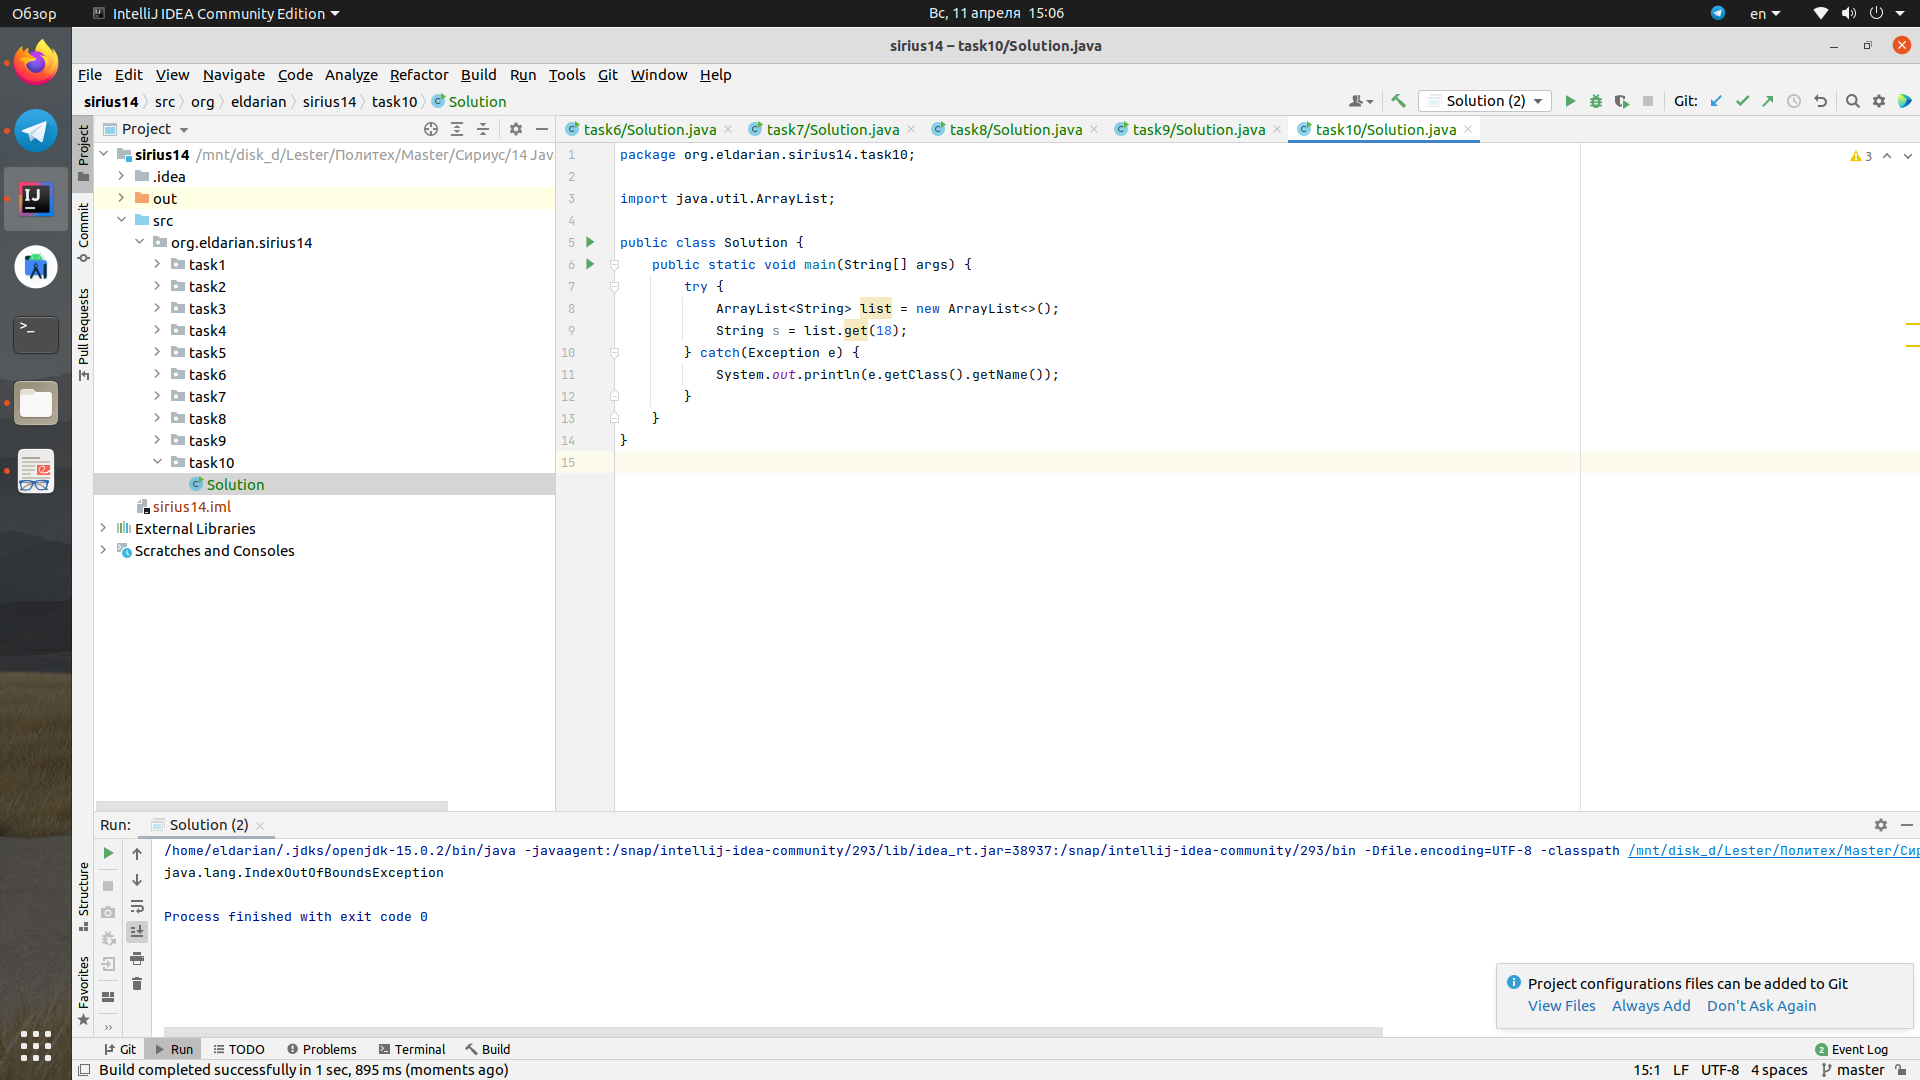 Обзор
IntelliJ IDEA Community Edition
Вс, 11 апреля 15:06
en
sirius14 – task10/Solution.java
File Edit View Navigate Code Analyze Refactor Build Run Tools Git Window Help
sirius14 src org eldarian sirius14 task10 Solution
Solution (2)
Git:
Project
task6/Solution.java
task7/Solution.java
task8/Solution.java
task9/Solution.java
task10/Solution.java
Project
Commit
Pull Requests
Structure
Favorites
sirius14 /mnt/disk_d/Lester/Политех/Master/Сириус/14 Java
.idea
out
src
org.eldarian.sirius14
task1
task2
task3
task4
task5
task6
task7
task8
task9
task10
Solution
sirius14.iml
External Libraries
Scratches and Consoles
1 package org.eldarian.sirius14.task10;
2
3 import java.util.ArrayList;
4
5 public class Solution {
6 public static void main(String[] args) {
7 try {
8 ArrayList<String> list = new ArrayList<>();
9 String s = list.get(18);
10 } catch(Exception e) {
11 System.out.println(e.getClass().getName());
12 }
13 }
14 }
15
3
Run: Solution (2)
/home/eldarian/.jdks/openjdk-15.0.2/bin/java -javaagent:/snap/intellij-idea-community/293/lib/idea_rt.jar=38937:/snap/intellij-idea-community/293/bin -Dfile.encoding=UTF-8 -classpath /mnt/disk_d/Lester/Политех/Master/Сир
java.lang.IndexOutOfBoundsException
Process finished with exit code 0
Project configurations files can be added to Git
View Files Always Add Don't Ask Again
Git Run TODO Problems Terminal Build
2 Event Log
Build completed successfully in 1 sec, 895 ms (moments ago)
15:1 LF UTF-8 4 spaces master